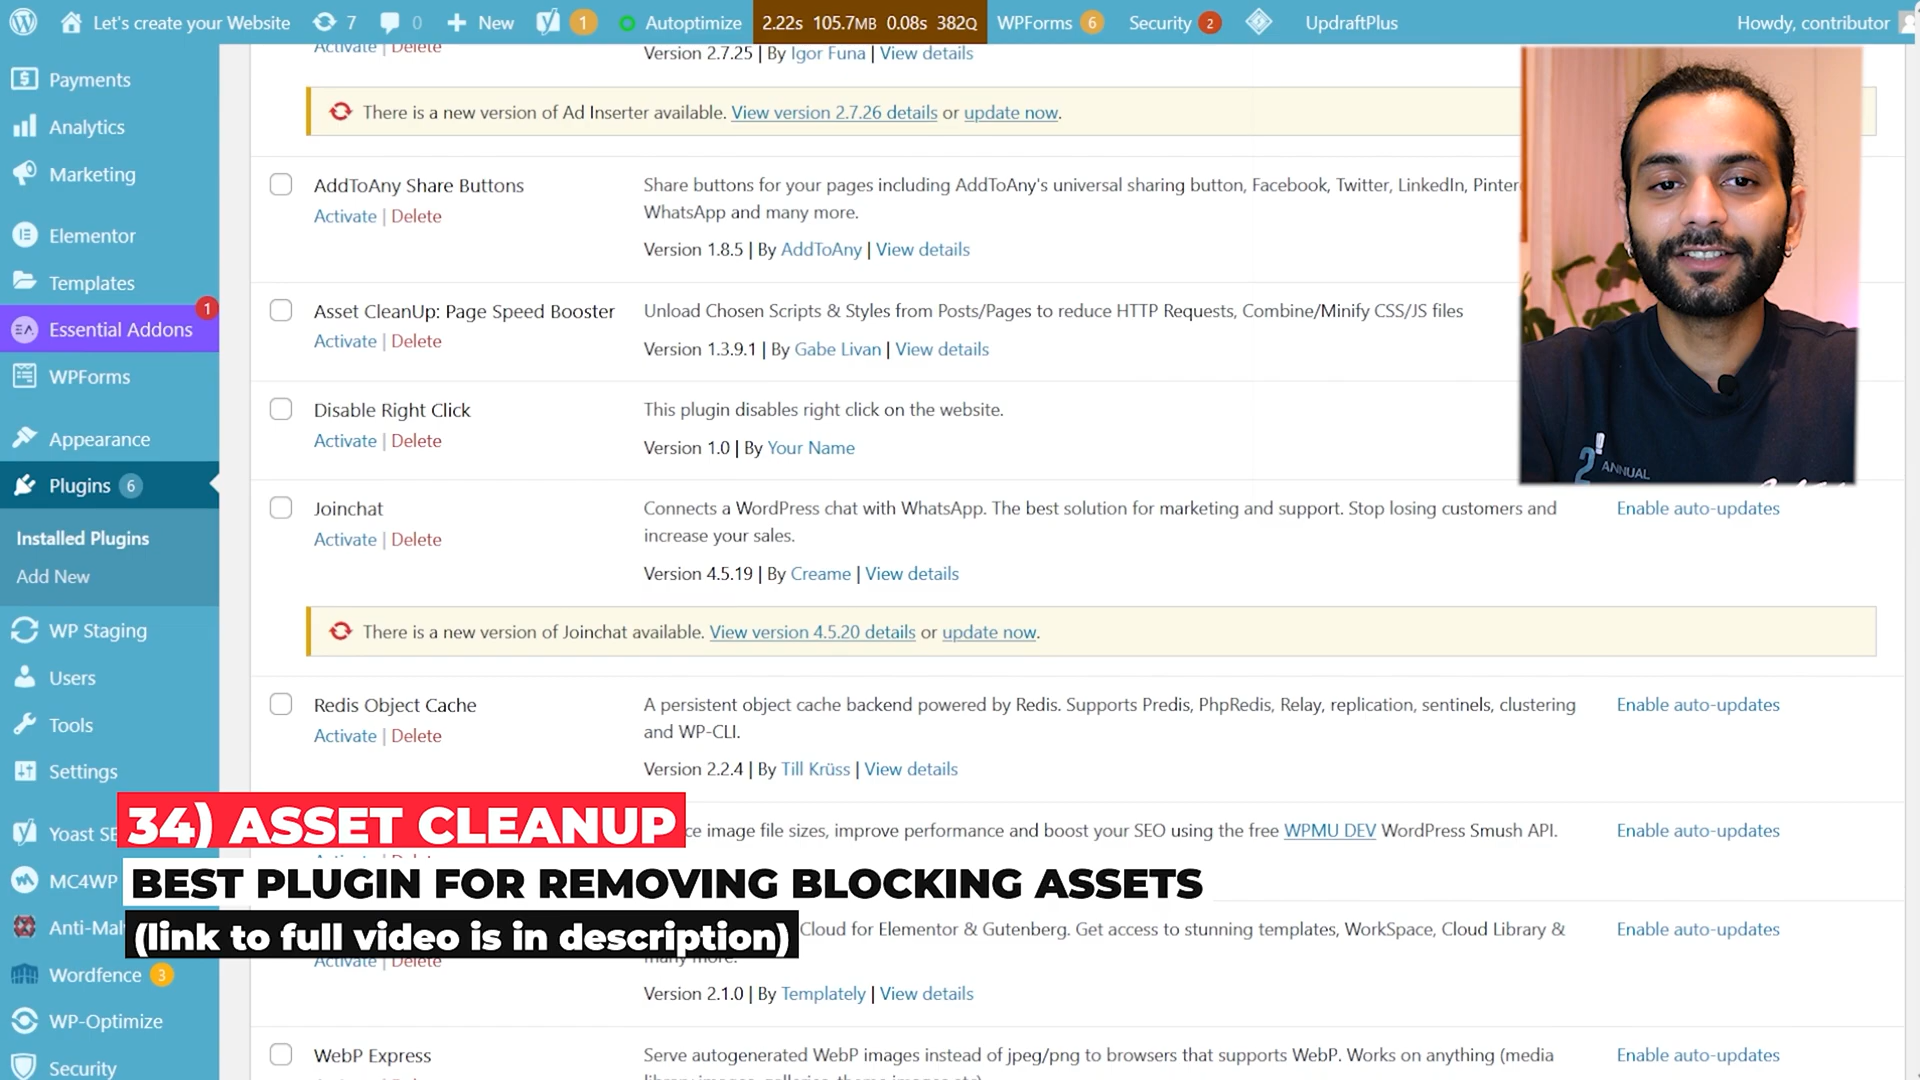 Let's create your Website 7 0 New 1 Autoptimize 2.22s 105.7MB 0.08s 382Q WPForms 6 Security 2 UpdraftPlus Howdy, contributor
Payments
Analytics
Marketing
Elementor
Templates
Essential Addons 1
WPForms
Appearance
Plugins 6
Installed Plugins
Add New
WP Staging
Users
Tools
Settings
Yoast SE
MC4WP
Anti-Mal
Wordfence 3
WP-Optimize
Security
Activate | Delete
Version 2.7.25 | By Igor Funa | View details
There is a new version of Ad Inserter available. View version 2.7.26 details or update now.
AddToAny Share Buttons
Activate | Delete
Share buttons for your pages including AddToAny's universal sharing button, Facebook, Twitter, LinkedIn, Pinter
WhatsApp and many more.
Version 1.8.5 | By AddToAny | View details
Asset CleanUp: Page Speed Booster
Activate | Delete
Unload Chosen Scripts & Styles from Posts/Pages to reduce HTTP Requests, Combine/Minify CSS/JS files
Version 1.3.9.1 | By Gabe Livan | View details
Disable Right Click
Activate | Delete
This plugin disables right click on the website.
Version 1.0 | By Your Name
Joinchat
Activate | Delete
Connects a WordPress chat with WhatsApp. The best solution for marketing and support. Stop losing customers and
increase your sales.
Version 4.5.19 | By Creame | View details
Enable auto-updates
There is a new version of Joinchat available. View version 4.5.20 details or update now.
Redis Object Cache
Activate | Delete
A persistent object cache backend powered by Redis. Supports Predis, PhpRedis, Relay, replication, sentinels, clustering
and WP-CLI.
Version 2.2.4 | By Till Krüss | View details
Enable auto-updates
34) ASSET CLEANUP
ce image file sizes, improve performance and boost your SEO using the free WPMU DEV WordPress Smush API.
Enable auto-updates
BEST PLUGIN FOR REMOVING BLOCKING ASSETS
(link to full video is in description)
Cloud for Elementor & Gutenberg. Get access to stunning templates, WorkSpace, Cloud Library &
many more.
Activate | Delete
Version 2.1.0 | By Templately | View details
Enable auto-updates
WebP Express
Serve autogenerated WebP images instead of jpeg/png to browsers that supports WebP. Works on anything (media
Enable auto-updates
ANNUAL